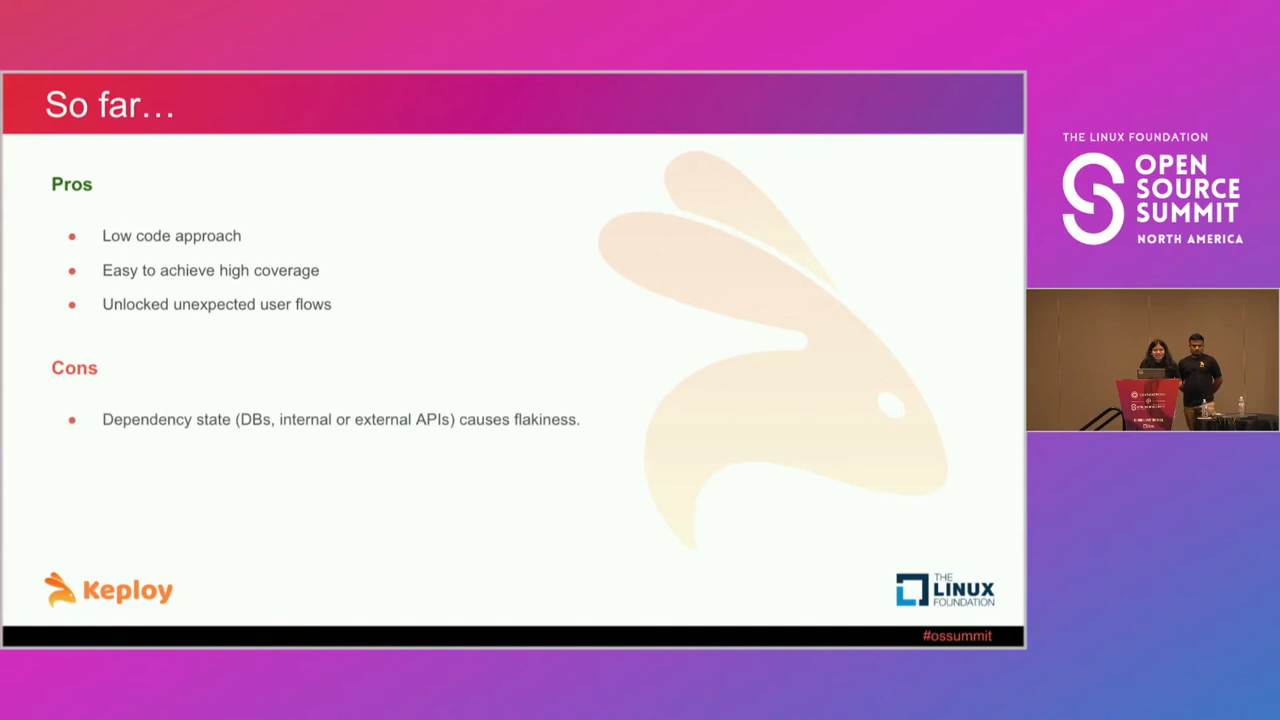 So far…
Pros
Low code approach
Easy to achieve high coverage
Unlocked unexpected user flows
Cons
Dependency state (DBs, internal or external APIs) causes flakiness.
Keploy
THE
LINUX
FOUNDATION
#ossummit
THE LINUX FOUNDATION
OPEN
SOURCE
SUMMIT
NORTH AMERICA